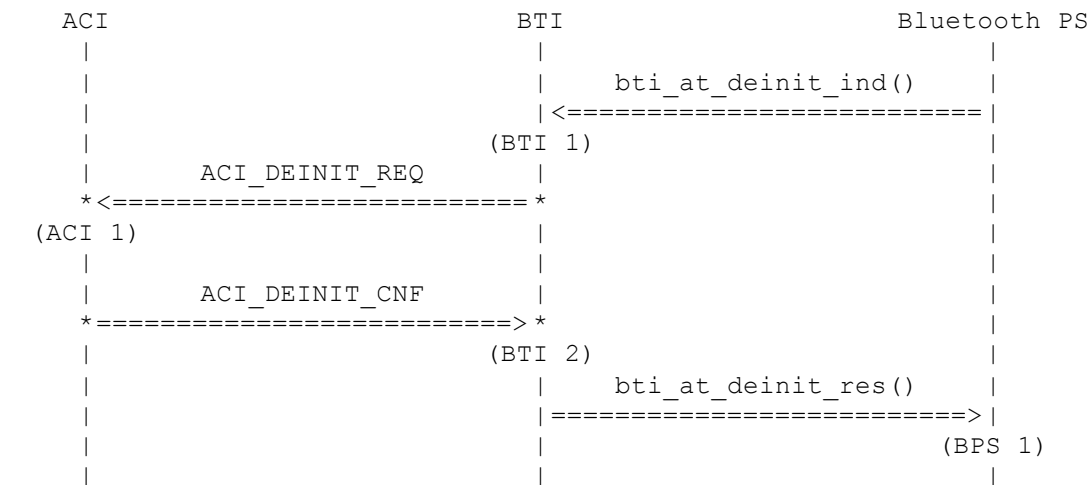 ACI BTI Bluetooth PS
bti_at_deinit_ind()
(BTI 1)
ACI_DEINIT_REQ
(ACI 1)
ACI_DEINIT_CNF
(BTI 2)
bti_at_deinit_res()
(BPS 1)